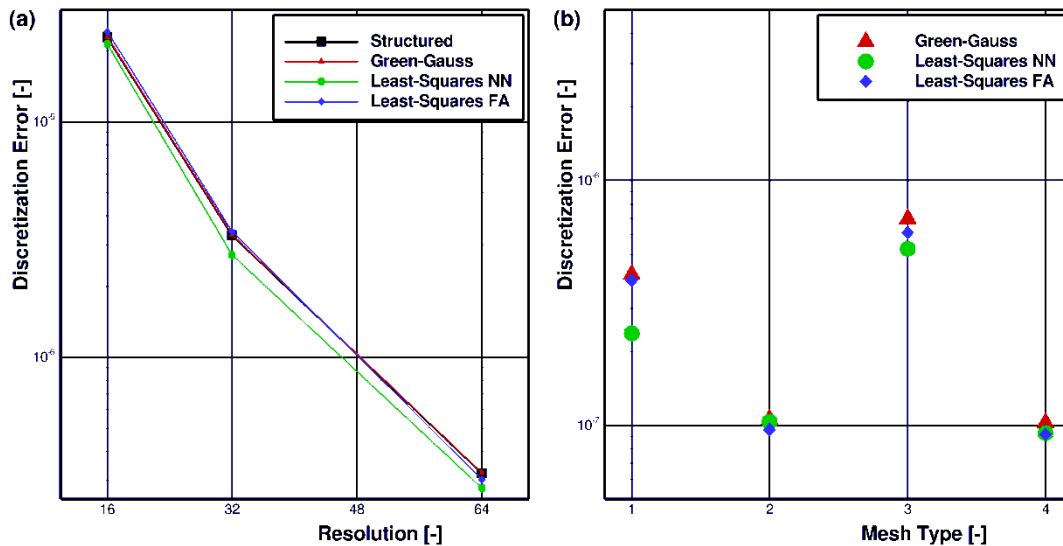 (a)
Discretization Error [-]
10-5
10-6
Structured
Green-Gauss
Least-Squares NN
Least-Squares FA
16
32
48
64
Resolution [-]
(b)
Discretization Error [-]
10-6
10-7
Green-Gauss
Least-Squares NN
Least-Squares FA
1
2
3
4
Mesh Type [-]